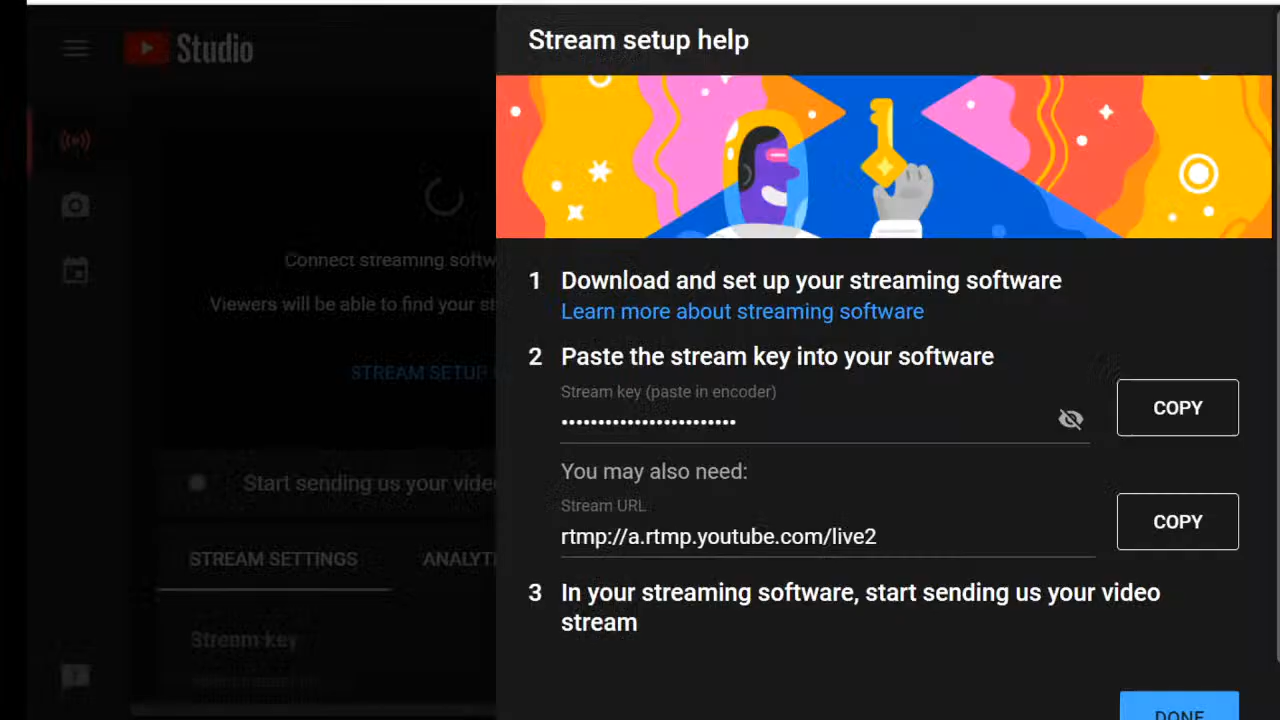 Studio
Connect streaming softw
Viewers will be able to find your st
STREAM SETUP
Start sending us your vide
STREAM SETTINGS
ANALYTI
Stream key
Stream setup help
1 Download and set up your streaming software
Learn more about streaming software
2 Paste the stream key into your software
Stream key (paste in encoder)
••••••••••••••••••••••••
COPY
You may also need:
Stream URL
rtmp://a.rtmp.youtube.com/live2
COPY
3 In your streaming software, start sending us your video
stream
DONE